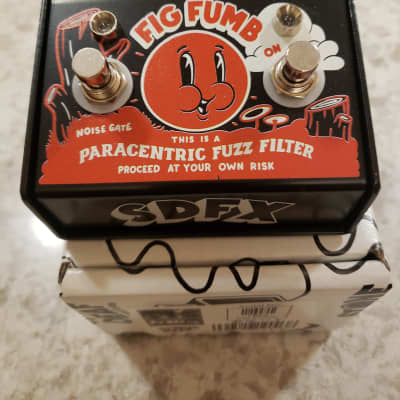 FIG FUMB
ON
NOISE GATE
THIS IS A
PARACENTRIC FUZZ FILTER
PROCEED AT YOUR OWN RISK
SDFX